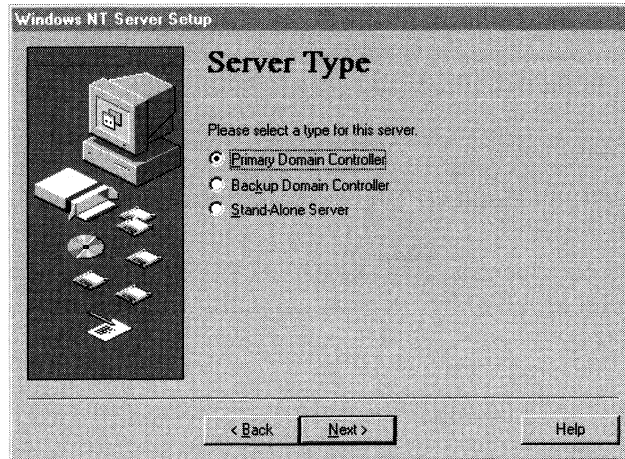 Windows NT Server Setup
Server Type
Please select a type for this server.
Primary Domain Controller
Backup Domain Controller
Stand-Alone Server
< Back
Next >
Help